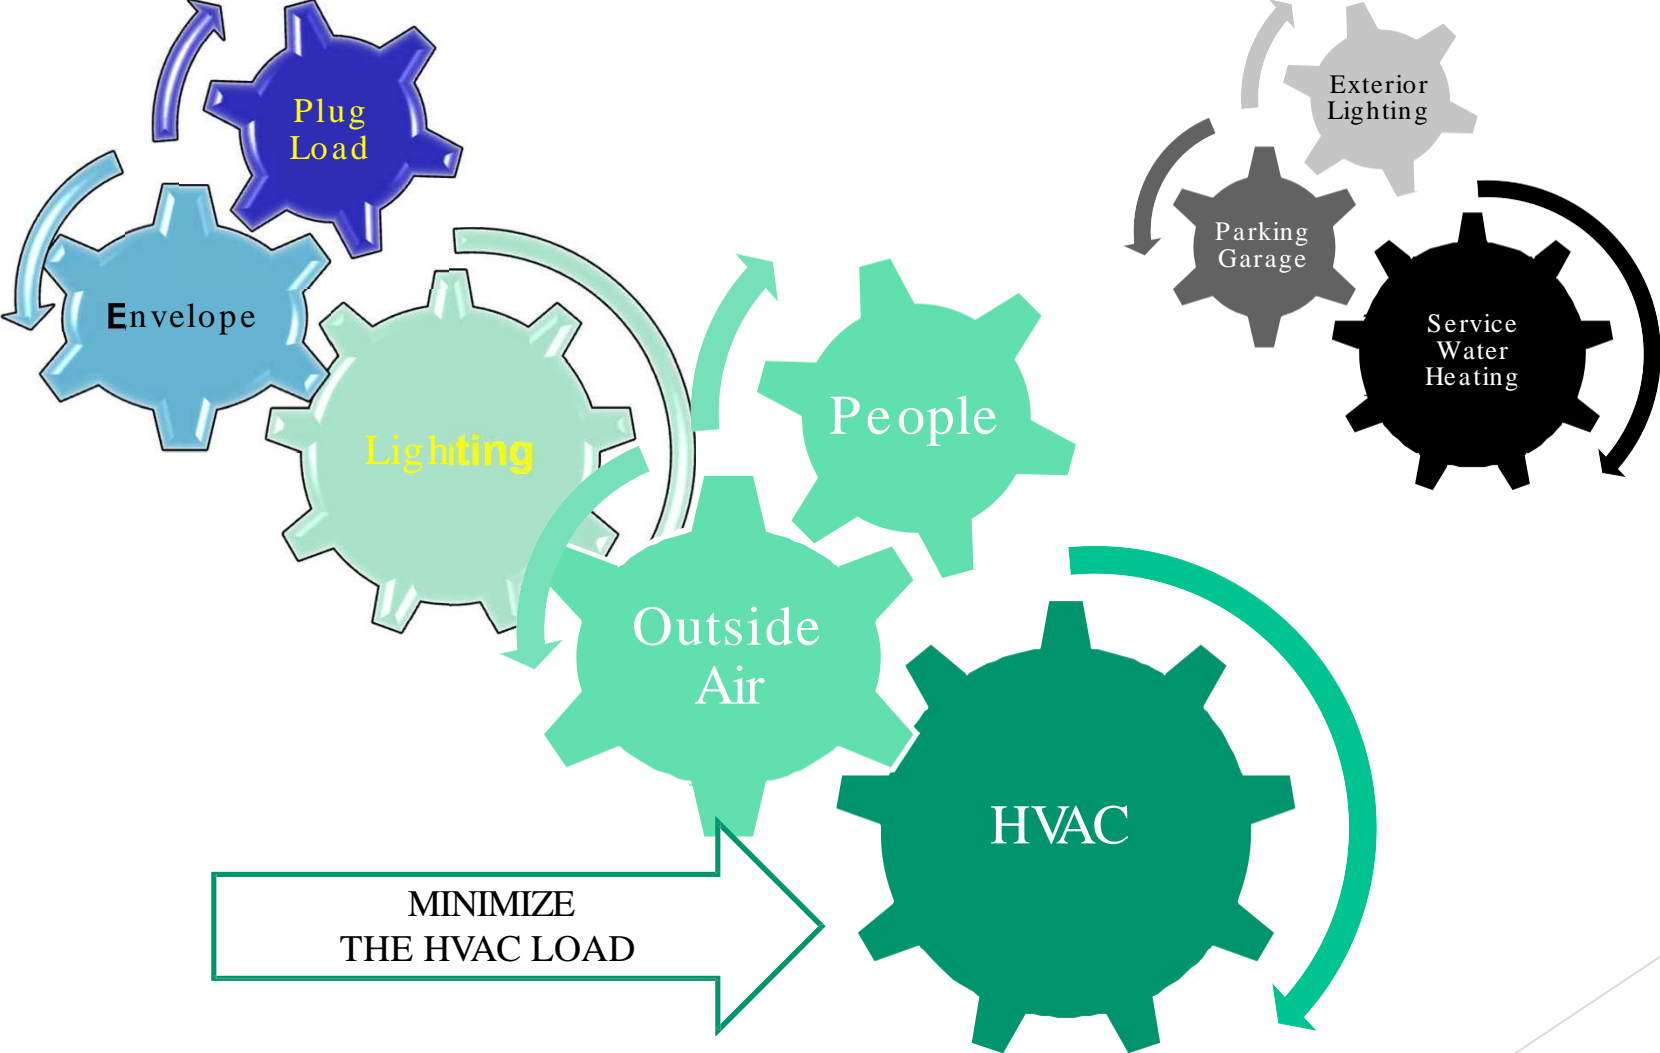 Plug
Load
Envelope
Lighting
People
Outside
Air
HVAC
MINIMIZE
THE HVAC LOAD
Exterior
Lighting
Parking
Garage
Service
Water
Heating